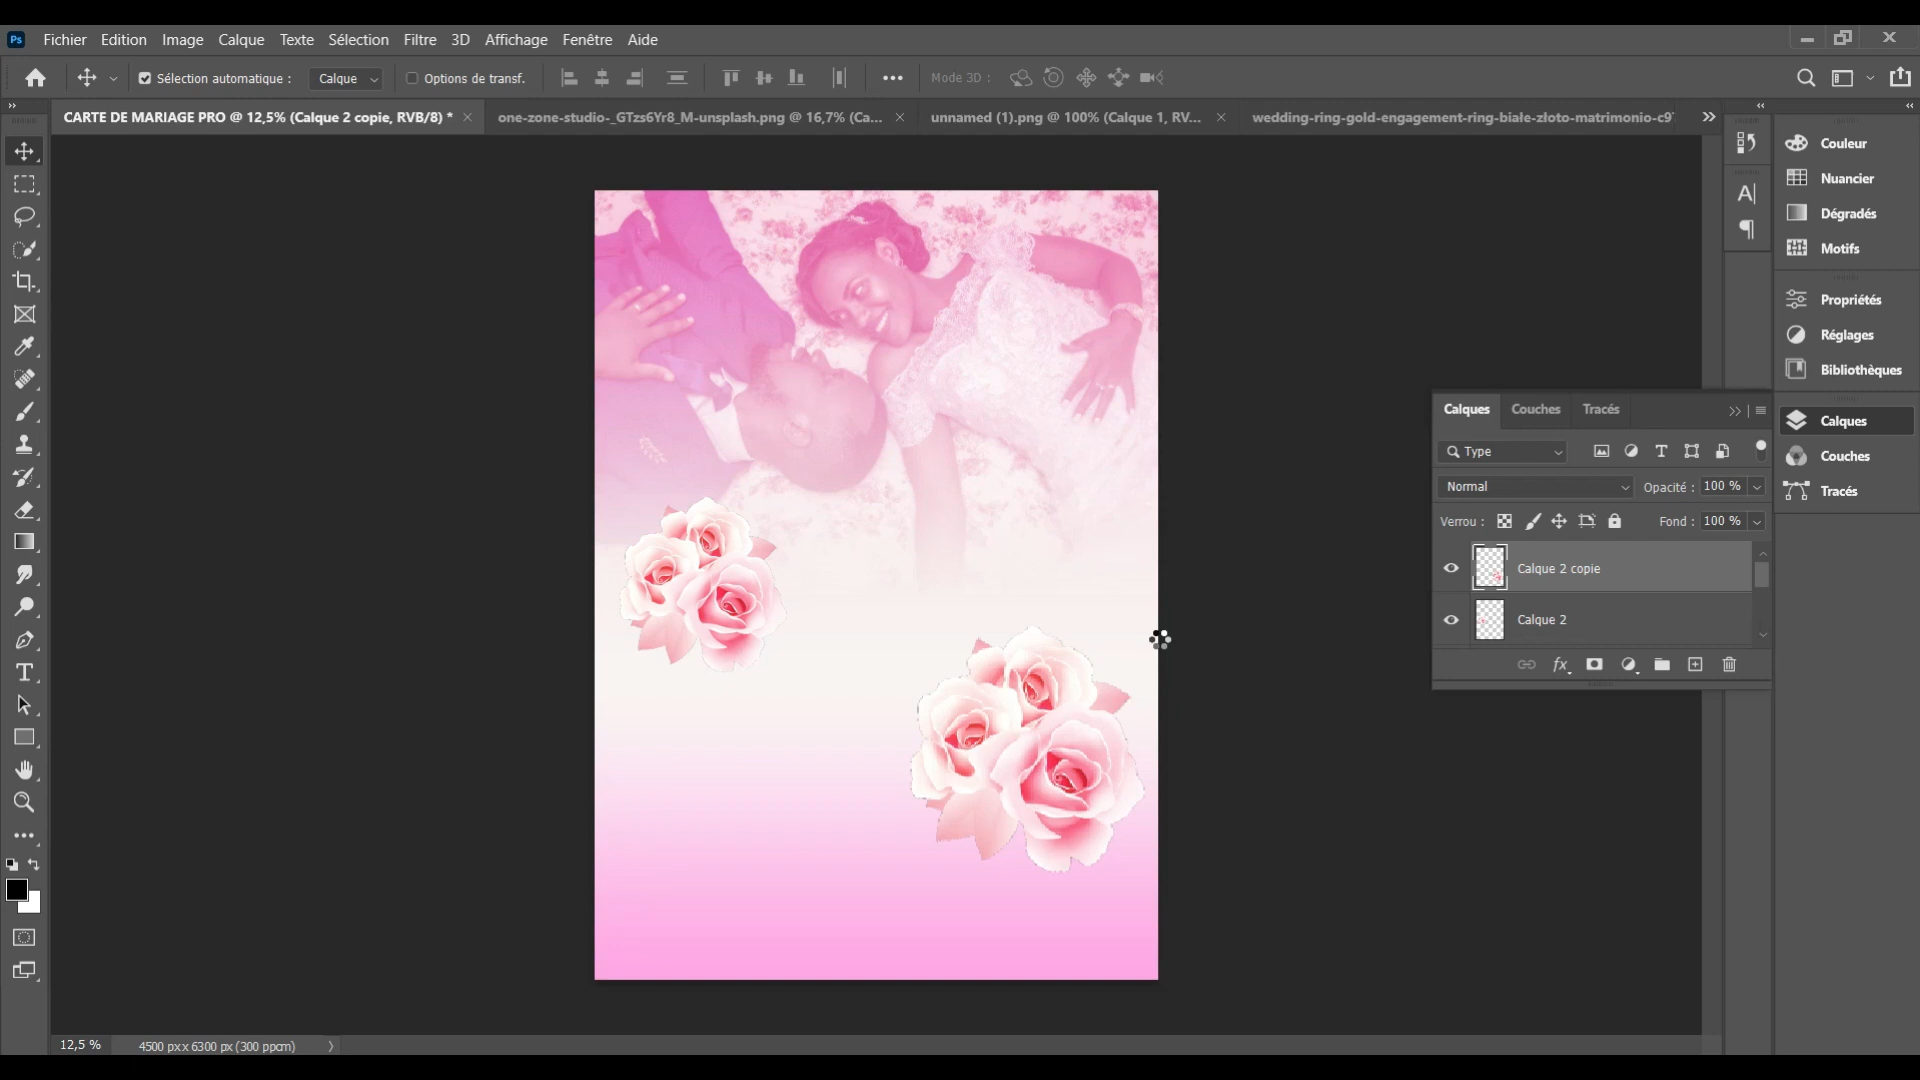 Ps Fichier Edition Image Calque Texte Sélection Filtre 3D Affichage Fenêtre Aide
Sélection automatique : Calque Options de transf. Mode 3D :
CARTE DE MARIAGE PRO @ 12,5% (Calque 2 copie, RVB/8) * one-zone-studio-_GTzs6Yr8_M-unsplash.png @ 16,7% (Ca... unnamed (1).png @ 100% (Calque 1, RV... wedding-ring-gold-engagement-ring-białe-złoto-matrimonio-c9
Couleur
Nuancier
Dégradés
Motifs
Propriétés
Réglages
Bibliothèques
Calques
Couches
Tracés
Calques Couches Tracés
Type
Normal Opacité : 100 %
Verrou : Fond : 100 %
Calque 2 copie
Calque 2
fx
12,5 % 4500 px x 6300 px (300 ppcm)